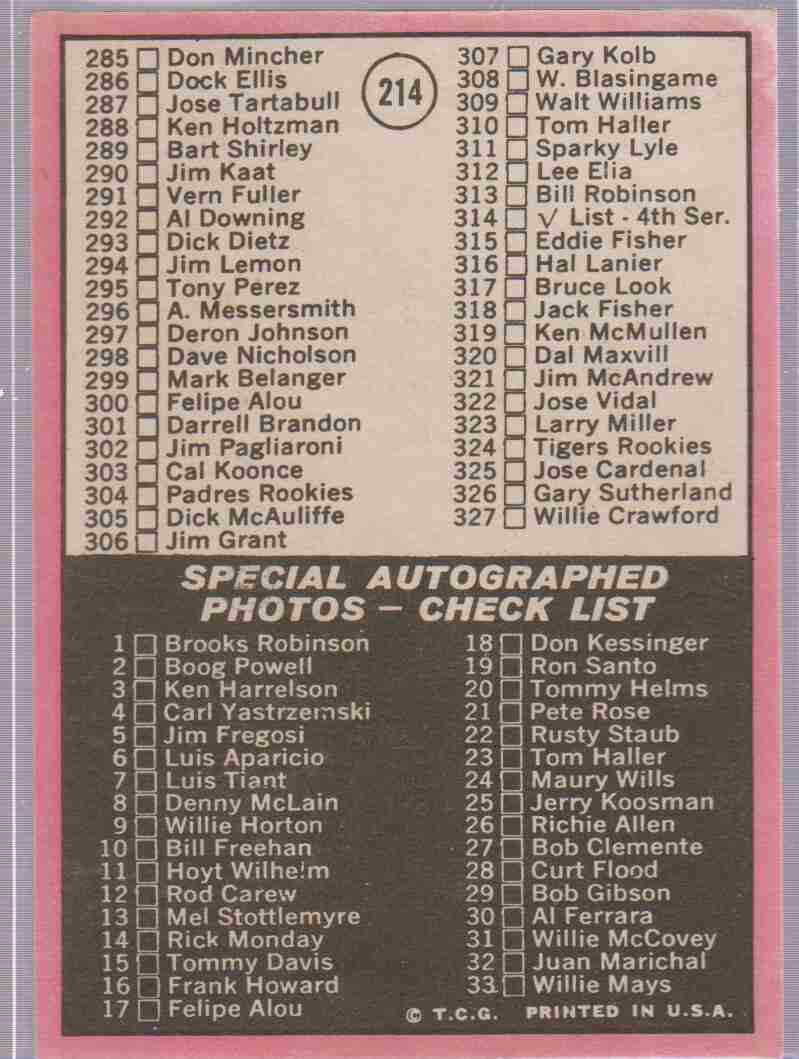 285 Don Mincher
286 Dock Ellis
287 Jose Tartabull
288 Ken Holtzman
289 Bart Shirley
290 Jim Kaat
291 Vern Fuller
292 Al Downing
293 Dick Dietz
294 Jim Lemon
295 Tony Perez
296 A. Messersmith
297 Deron Johnson
298 Dave Nicholson
299 Mark Belanger
300 Felipe Alou
301 Darrell Brandon
302 Jim Pagliaroni
303 Cal Koonce
304 Padres Rookies
305 Dick McAuliffe
306 Jim Grant
214
307 Gary Kolb
308 W. Blasingame
309 Walt Williams
310 Tom Haller
311 Sparky Lyle
312 Lee Elia
313 Bill Robinson
314 √ List - 4th Ser.
315 Eddie Fisher
316 Hal Lanier
317 Bruce Look
318 Jack Fisher
319 Ken McMullen
320 Dal Maxvill
321 Jim McAndrew
322 Jose Vidal
323 Larry Miller
324 Tigers Rookies
325 Jose Cardenal
326 Gary Sutherland
327 Willie Crawford
SPECIAL AUTOGRAPHED
PHOTOS — CHECK LIST
1 Brooks Robinson
2 Boog Powell
3 Ken Harrelson
4 Carl Yastrzemski
5 Jim Fregosi
6 Luis Aparicio
7 Luis Tiant
8 Denny McLain
9 Willie Horton
10 Bill Freehan
11 Hoyt Wilhelm
12 Rod Carew
13 Mel Stottlemyre
14 Rick Monday
15 Tommy Davis
16 Frank Howard
17 Felipe Alou
18 Don Kessinger
19 Ron Santo
20 Tommy Helms
21 Pete Rose
22 Rusty Staub
23 Tom Haller
24 Maury Wills
25 Jerry Koosman
26 Richie Allen
27 Bob Clemente
28 Curt Flood
29 Bob Gibson
30 Al Ferrara
31 Willie McCovey
32 Juan Marichal
33 Willie Mays
© T.C.G. PRINTED IN U.S.A.